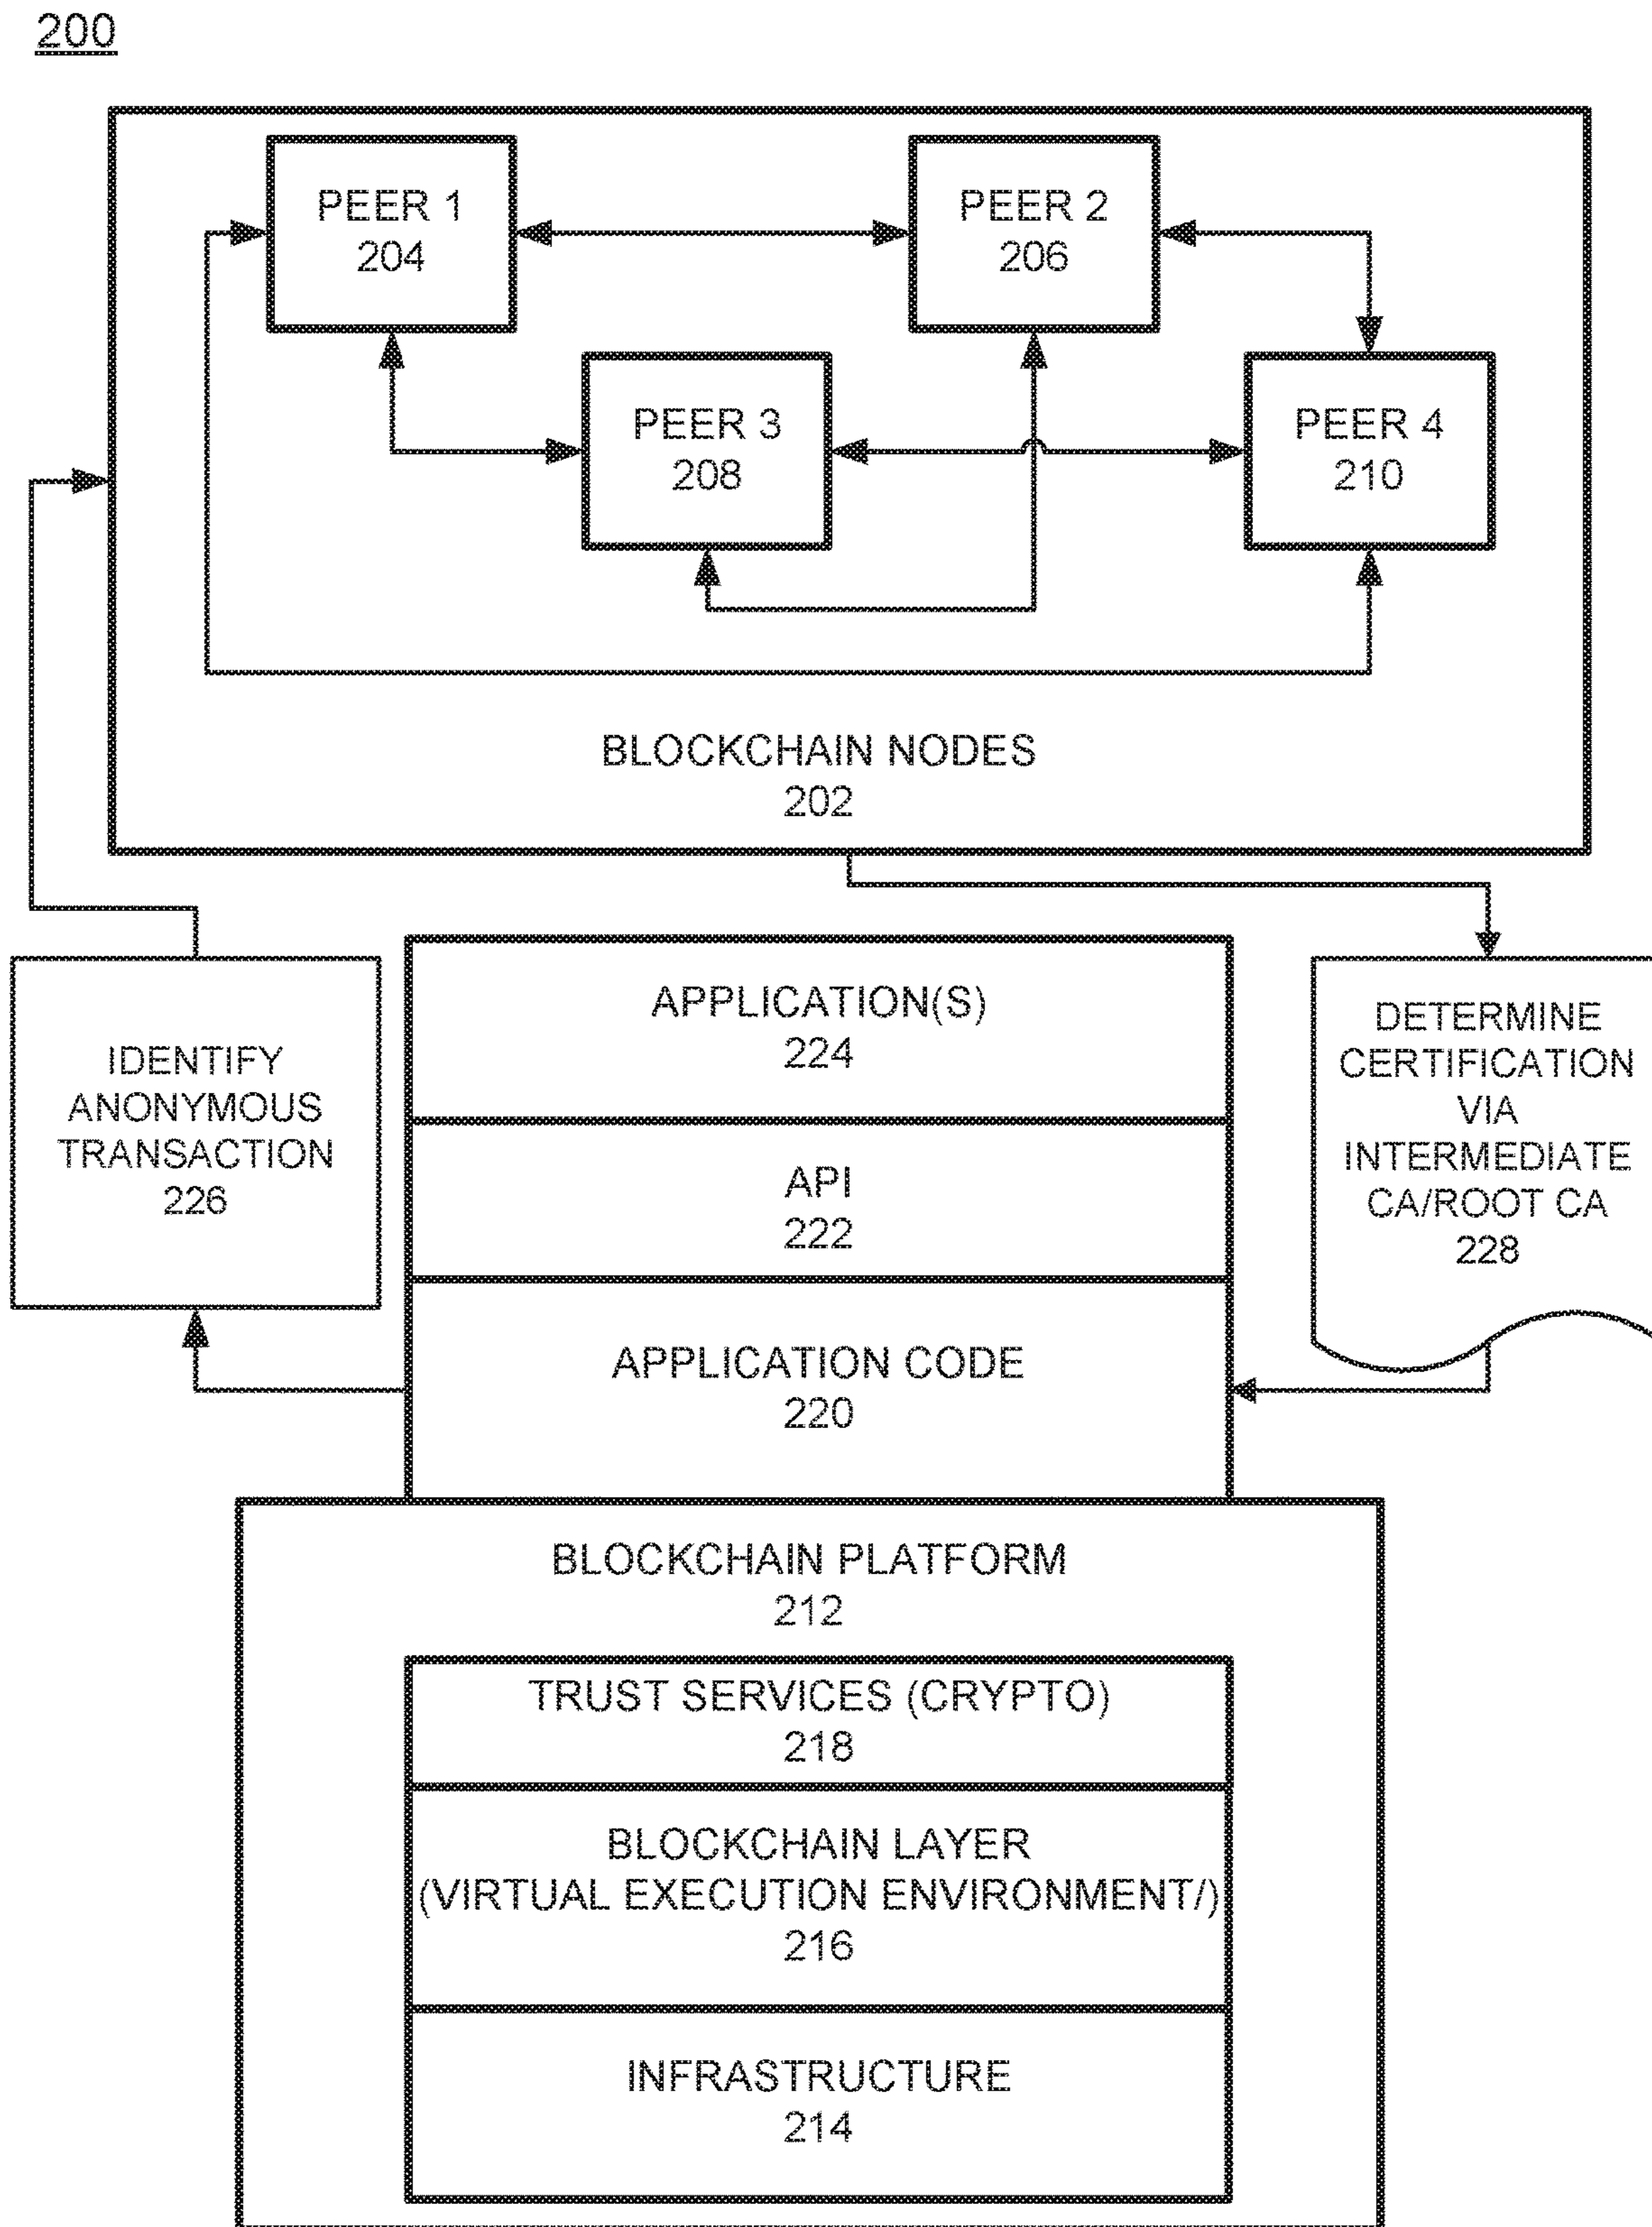 200
PEER 1
204
PEER 2
206
PEER 3
208
PEER 4
210
BLOCKCHAIN NODES
202
IDENTIFY
ANONYMOUS
TRANSACTION
226
APPLICATION(S)
224
API
222
APPLICATION CODE
220
DETERMINE
CERTIFICATION
VIA
INTERMEDIATE
CA/ROOT CA
228
BLOCKCHAIN PLATFORM
212
TRUST SERVICES (CRYPTO)
218
BLOCKCHAIN LAYER
(VIRTUAL EXECUTION ENVIRONMENT/)
216
INFRASTRUCTURE
214